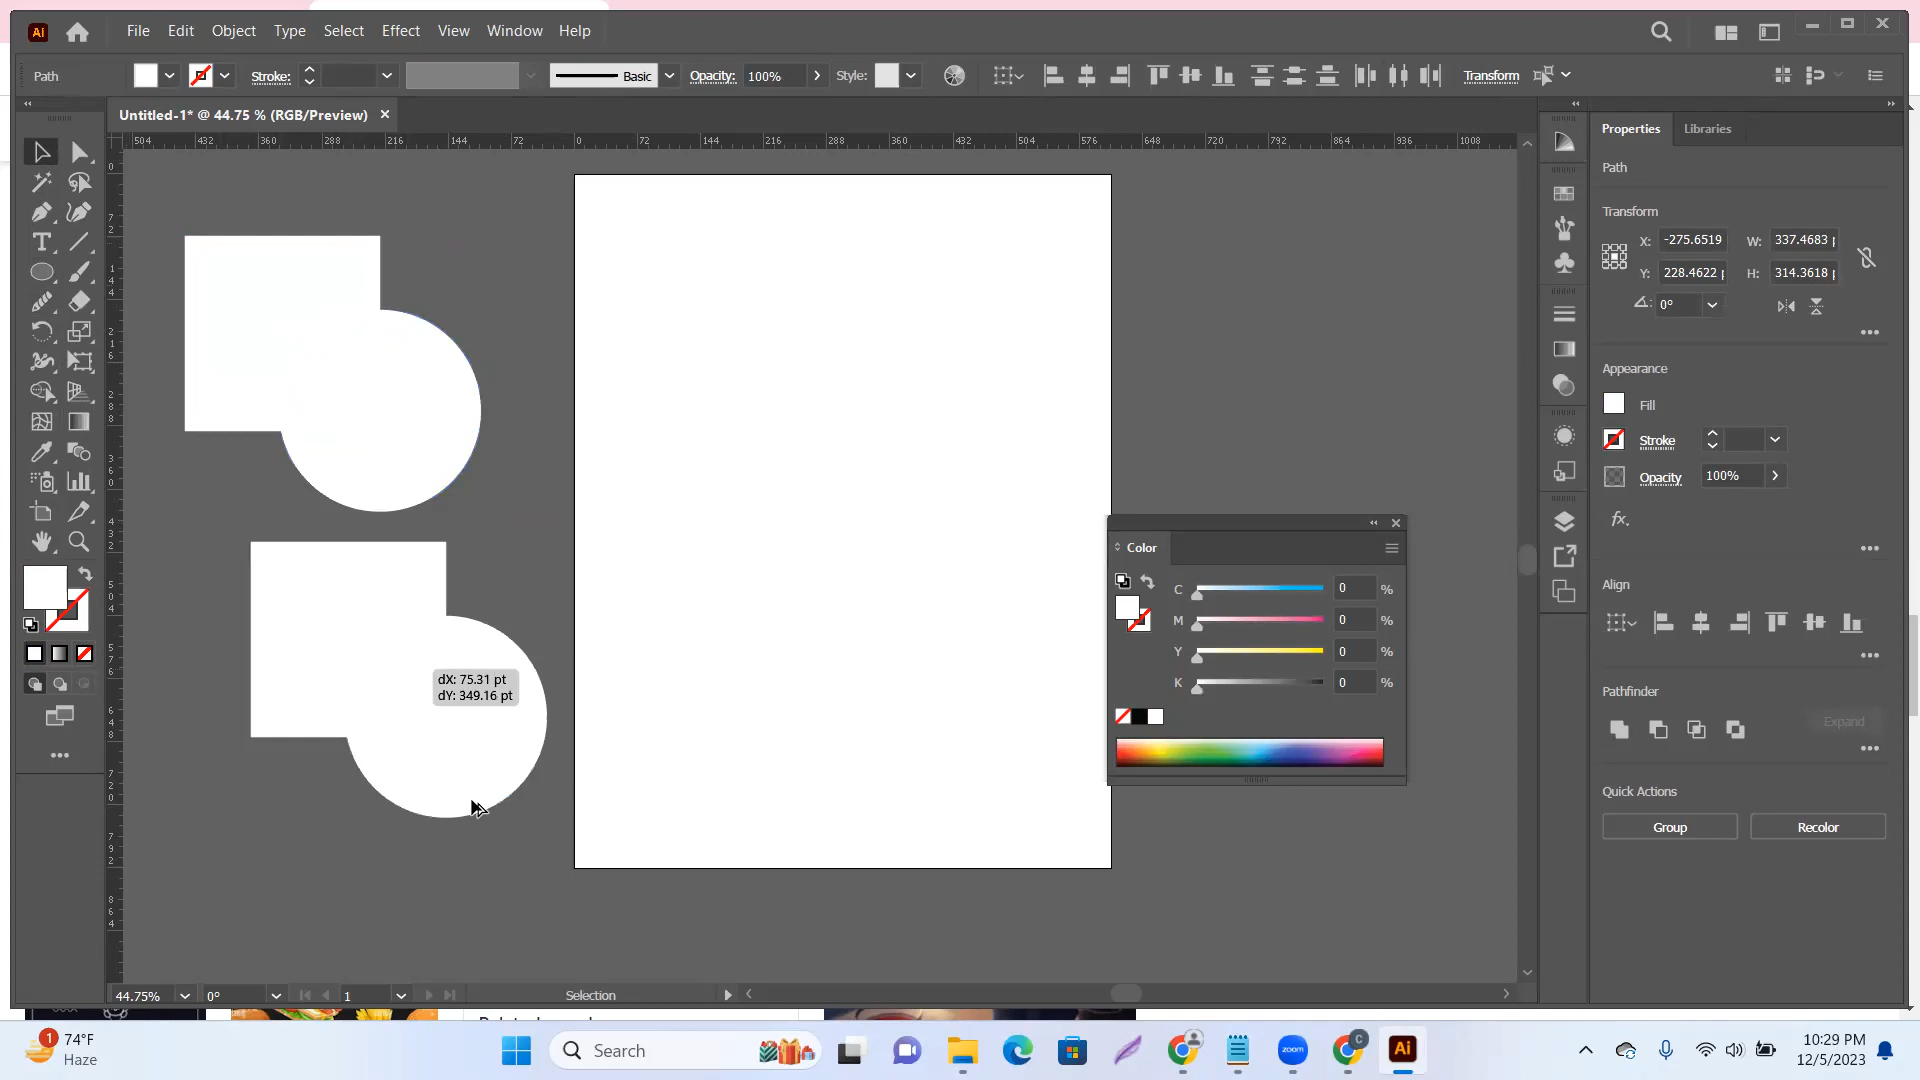 Ai File Edit Object Type Select Effect View Window Help
Path Stroke: Basic Opacity: 100% Style: Transform
Untitled-1* @ 44.75 % (RGB/Preview)
504 432 360 288 216 144 72 0 72 144 216 288 360 432 504 576 648 720 792 864 936 1008
Properties Libraries
Path
Transform
X: -275.6519 W: 337.4683
Y: 228.4622 H: 314.3618
0°
Appearance
Fill
Stroke
Opacity 100%
fx.
Align
Pathfinder
Expand
Quick Actions
Group Recolor
Color
C 0 %
M 0 %
Y 0 %
K 0 %
dX: 75.31 pt
dY: 349.16 pt
44.75% 0° 1 Selection
1 74°F
Haze
Search
zoom
C
Ai
10:29 PM
12/5/2023